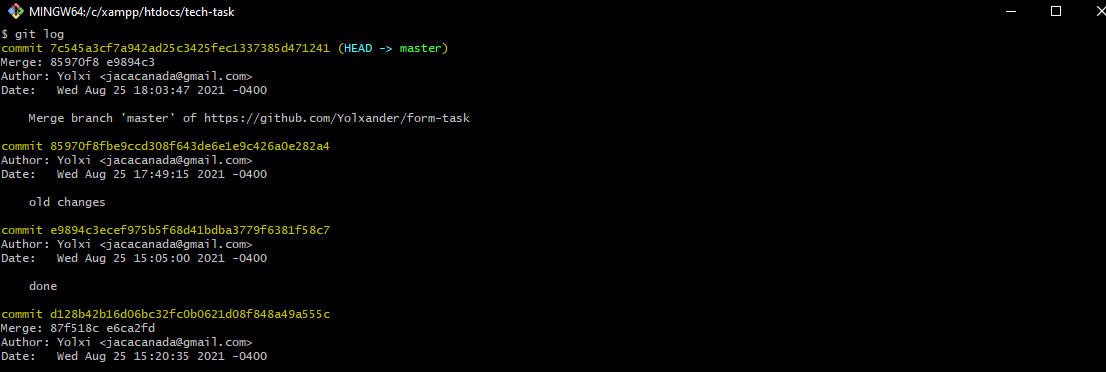 MINGW64:/c/xampp/htdocs/tech-task
$ git log
commit 7c545a3cf7a942ad25c3425fec1337385d471241 (HEAD -> master)
Merge: 85970f8 e9894c3
Author: Yolxi <jacacanada@gmail.com>
Date:   Wed Aug 25 18:03:47 2021 -0400
    Merge branch 'master' of https://github.com/Yolxander/form-task
commit 85970f8fbe9ccd308f643de6e1e9c426a0e282a4
Author: Yolxi <jacacanada@gmail.com>
Date:   Wed Aug 25 17:49:15 2021 -0400
    old changes
commit e9894c3ecef975b5f68d41bdba3779f6381f58c7
Author: Yolxi <jacacanada@gmail.com>
Date:   Wed Aug 25 15:05:00 2021 -0400
    done
commit d128b42b16d06bc32fc0b0621d08f848a49a555c
Merge: 87f518c e6ca2fd
Author: Yolxi <jacacanada@gmail.com>
Date:   Wed Aug 25 15:20:35 2021 -0400